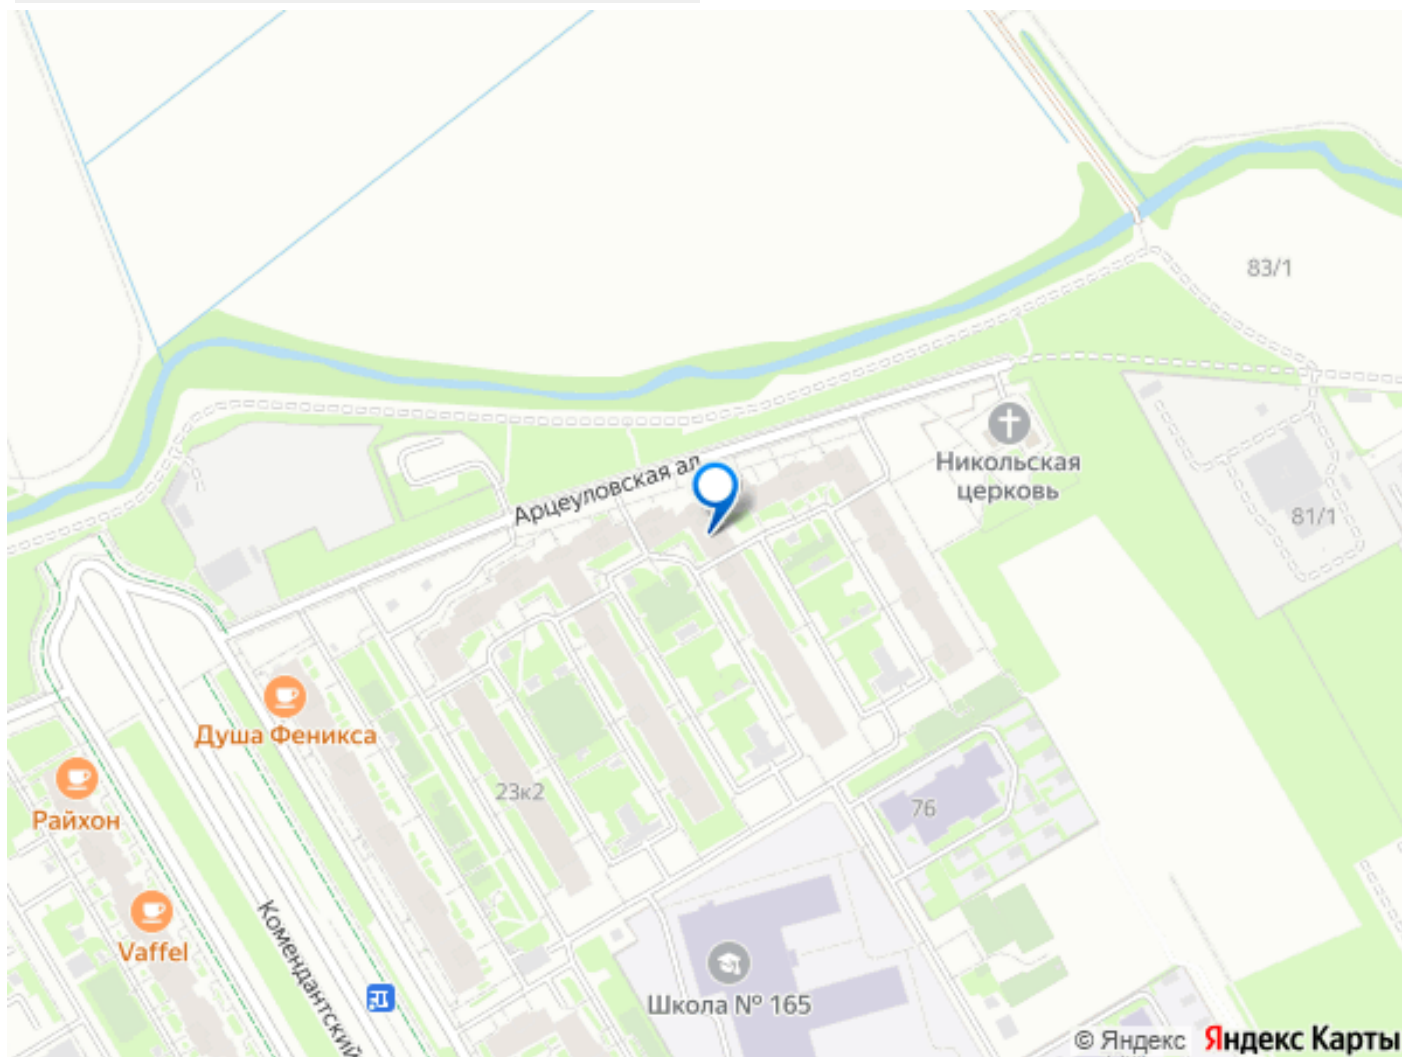 83/1
Арцеуловская ал.
Никольская
церковь
81/1
Душа Феникса
23к2
76
Райхон
Vaffel
Комендантский
Школа № 165
© Яндекс Яндекс Карты